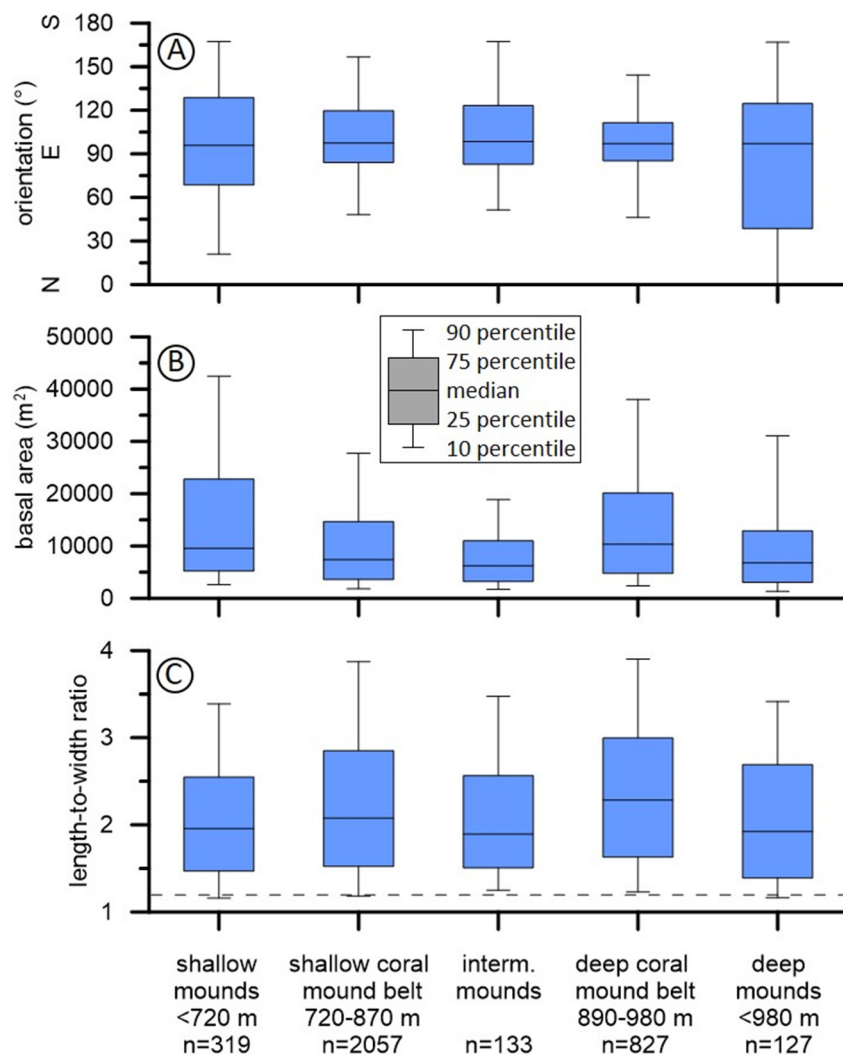 S
180
A
150
120
E
90
60
30
N
0
orientation (°)
50000
B
40000
30000
20000
10000
0
basal area (m²)
90 percentile
75 percentile
median
25 percentile
10 percentile
4
C
3
2
1
length-to-width ratio
shallow
mounds
<720 m
n=319
shallow coral
mound belt
720-870 m
n=2057
interm.
mounds
n=133
deep coral
mound belt
890-980 m
n=827
deep
mounds
<980 m
n=127